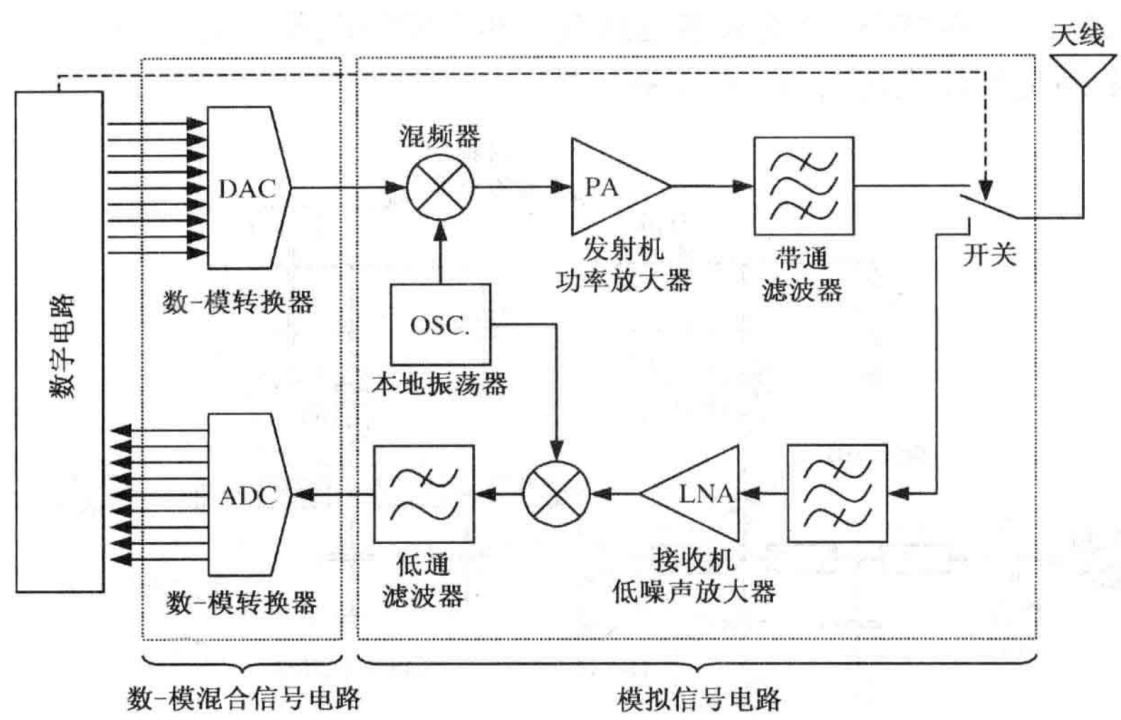 天线
混频器
DAC
PA
数-模转换器
发射机
功率放大器
带通
滤波器
开关
OSC.
本地振荡器
数字电路
ADC
LNA
数-模转换器
低通
滤波器
接收机
低噪声放大器
数-模混合信号电路
模拟信号电路